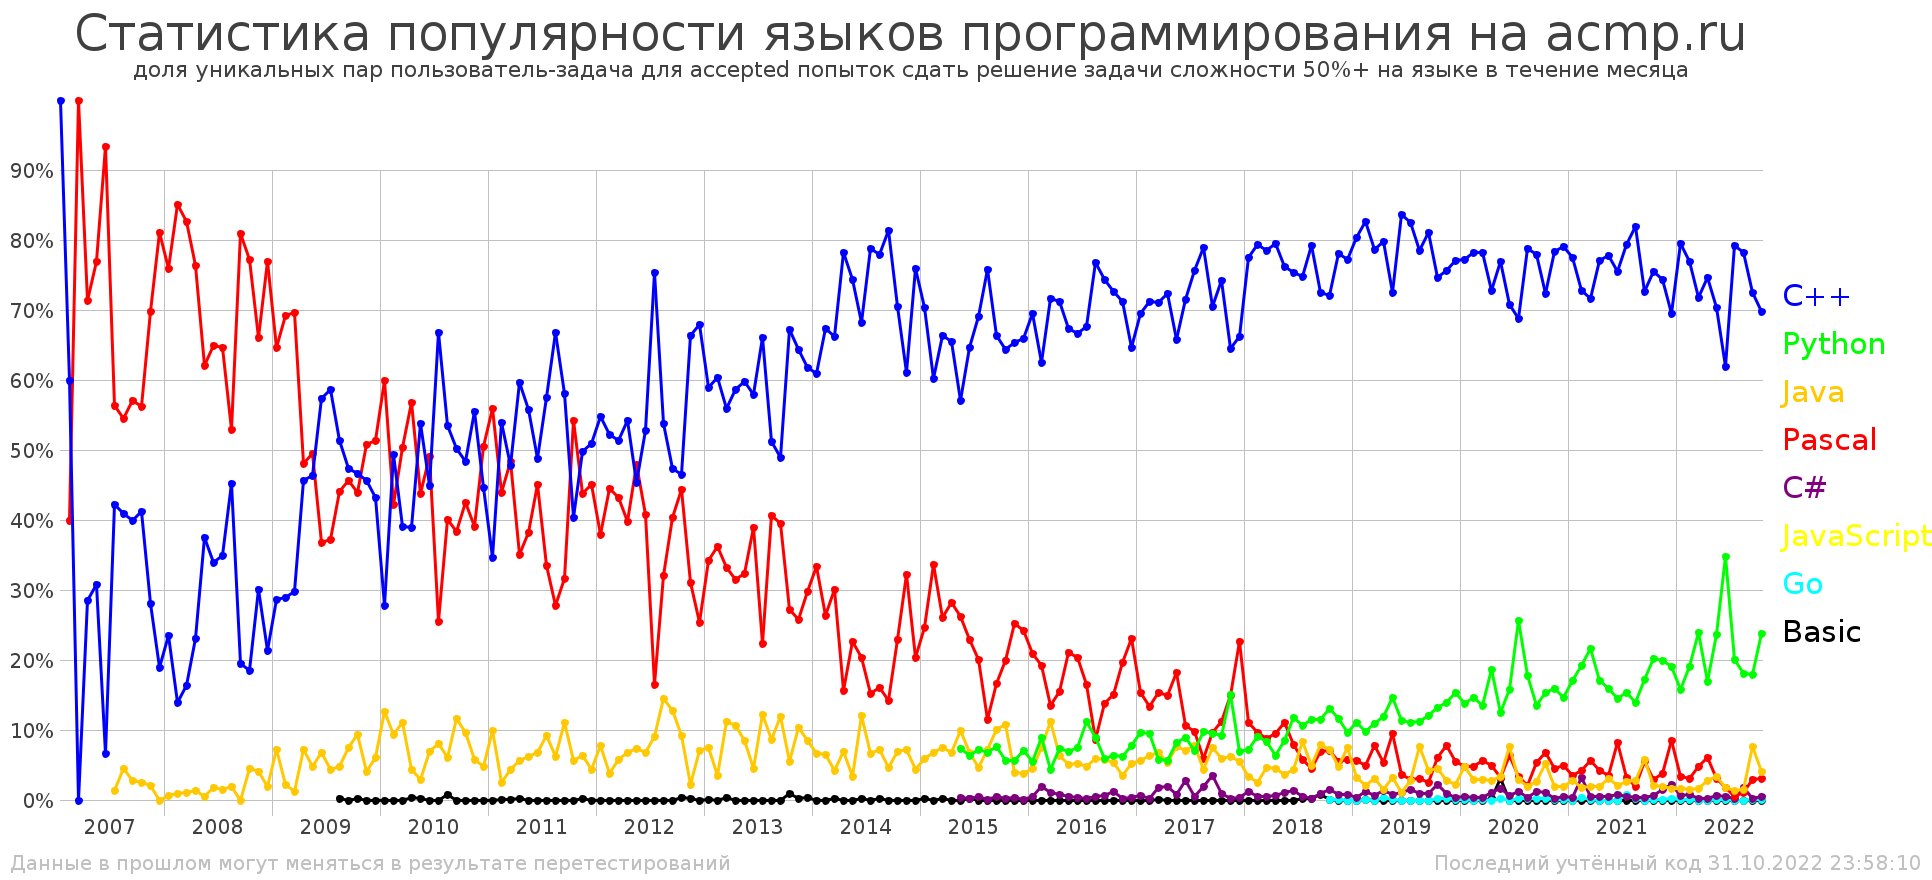 Статистика популярности языков программирования на acmp.ru
доля уникальных пар пользователь-задача для accepted попыток сдать решение задачи сложности 50%+ на языке в течение месяца
90%
80%
70%
60%
50%
40%
30%
20%
10%
0%
C++
Python
Java
Pascal
C#
JavaScript
Go
Basic
2007 2008 2009 2010 2011 2012 2013 2014 2015 2016 2017 2018 2019 2020 2021 2022
Данные в прошлом могут меняться в результате перетестирований
Последний учтённый код 31.10.2022 23:58:10